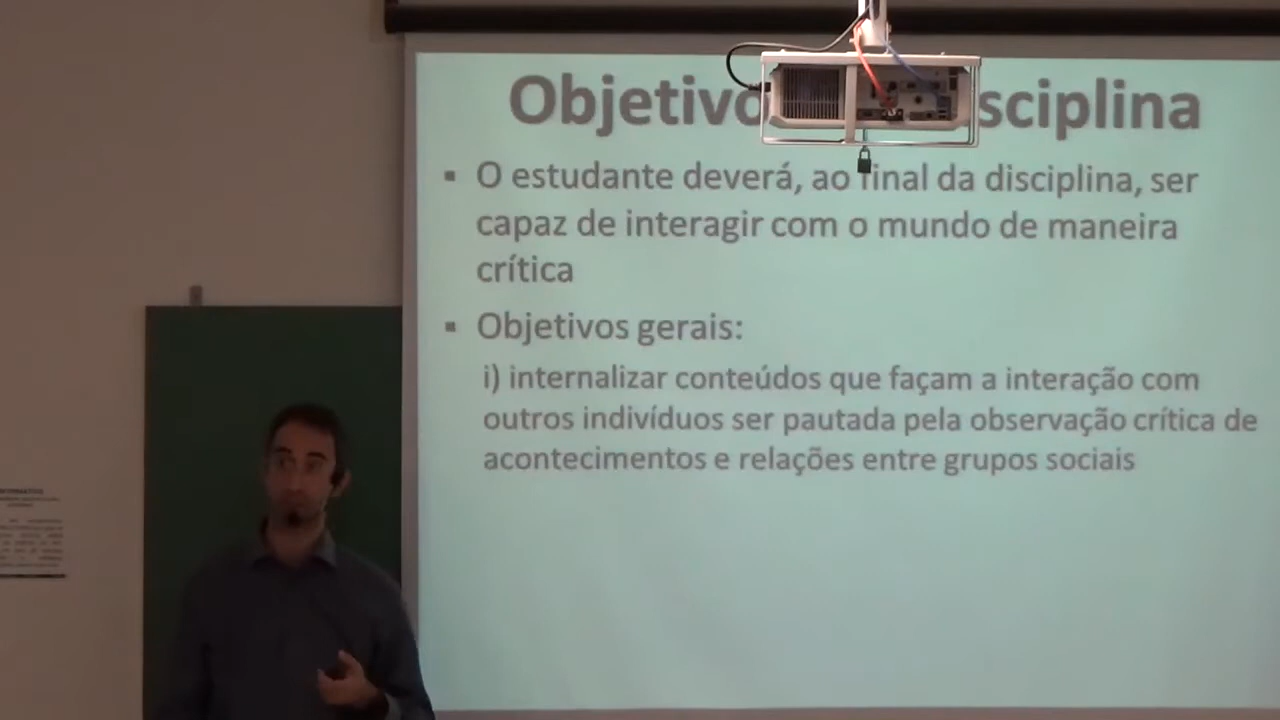 Objetivo sciplina
▪ O estudante deverá, ao final da disciplina, ser
capaz de interagir com o mundo de maneira
crítica
▪ Objetivos gerais:
i) internalizar conteúdos que façam a interação com
outros indivíduos ser pautada pela observação crítica de
acontecimentos e relações entre grupos sociais